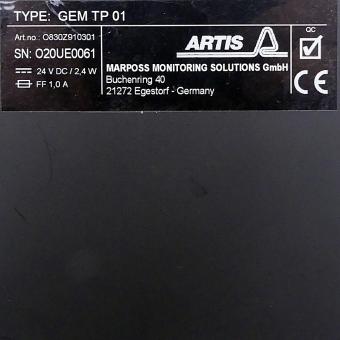 TYPE: GEM TP 01
Art.no.: O830Z910301
SN: O20UE0061
24 V DC / 2,4 W
FF 1,0 A
ARTIS
MARPOSS MONITORING SOLUTIONS GmbH
Buchenring 40
21272 Egestorf - Germany
QC
CE